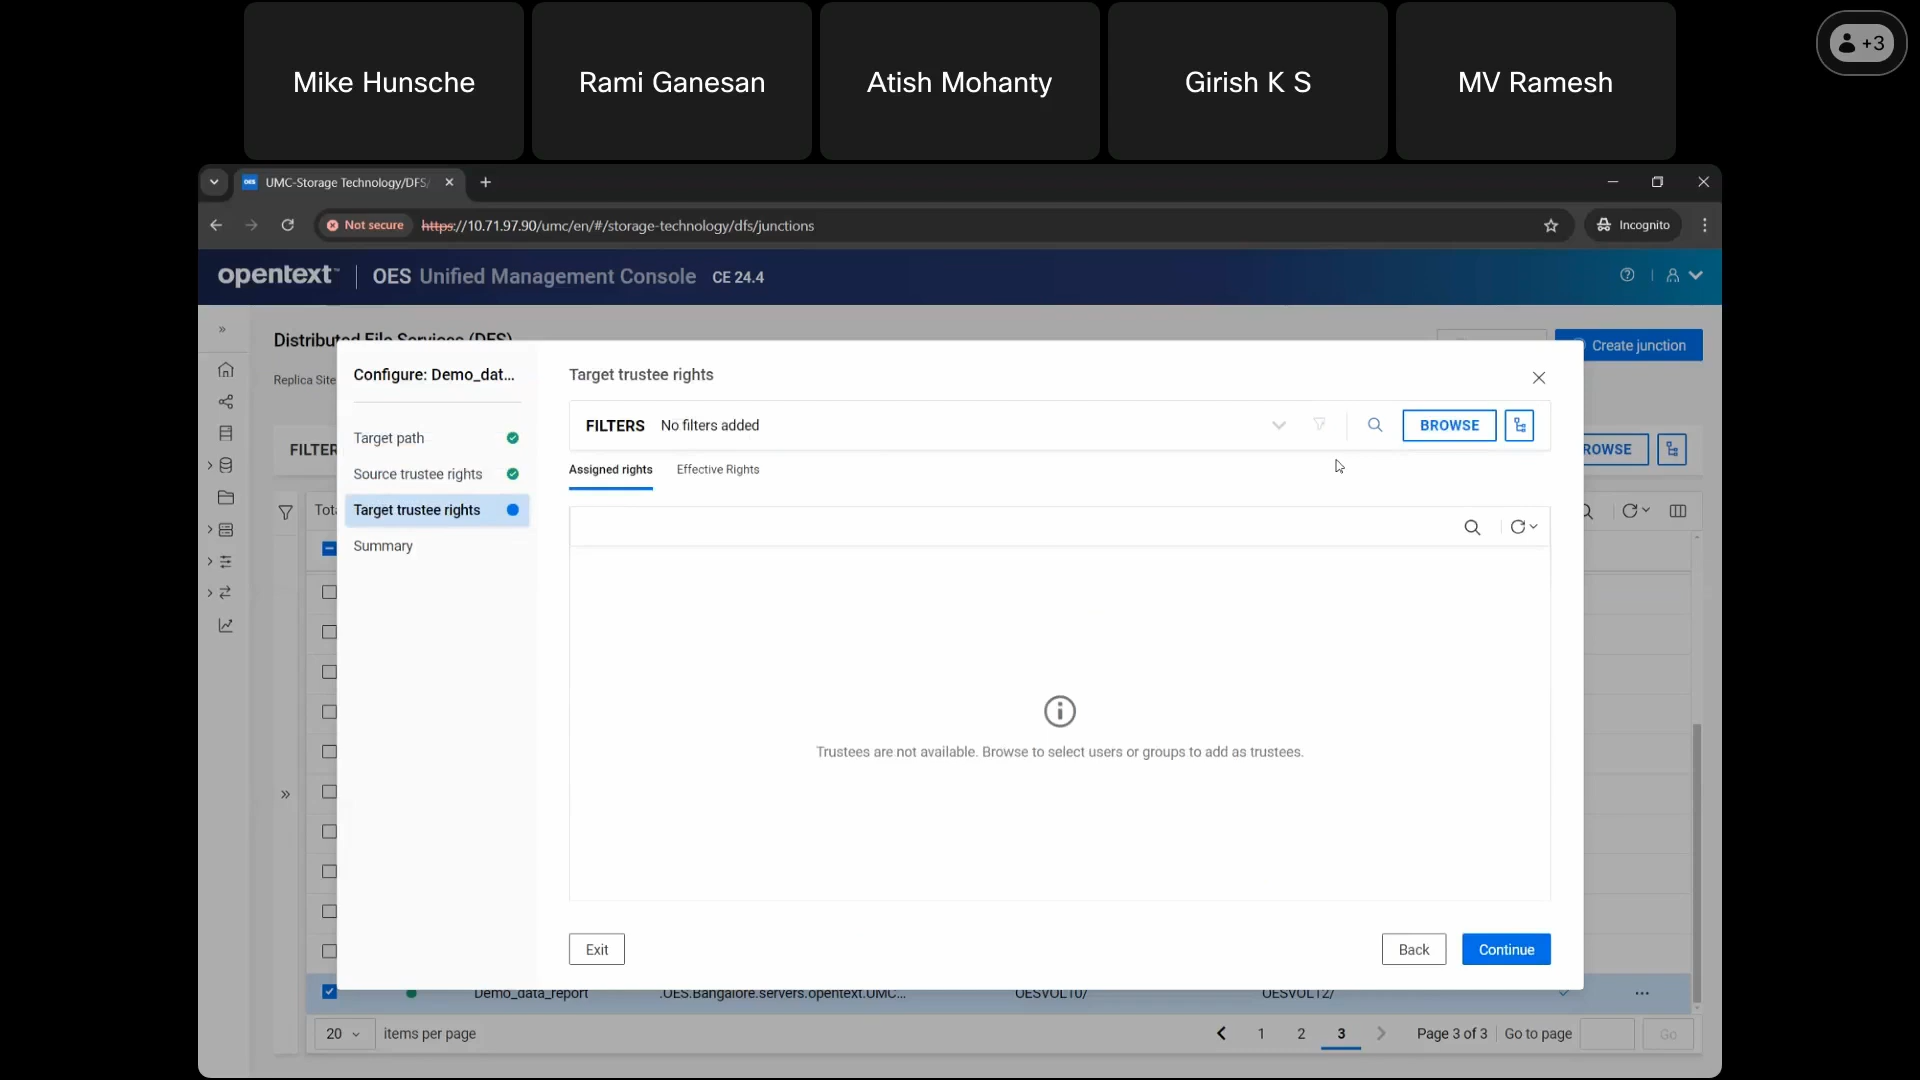 Mike Hunsche
Rami Ganesan
Atish Mohanty
Girish K S
MV Ramesh
+3
UMC-Storage Technology/DFS/
Not secure
https://10.71.97.90/umc/en/#/storage-technology/dfs/junctions
Incognito
opentext™ OES Unified Management Console CE 24.4
Distributed File Services (DFS)
Create junction
Replica Site
Configure: Demo_dat...
Target trustee rights
FILTERS No filters added BROWSE
Target path
Source trustee rights
Target trustee rights
Summary
Assigned rights Effective Rights
Trustees are not available. Browse to select users or groups to add as trustees.
Exit
Back
Continue
Demo_data_report .OES.Bangalore.servers.opentext.UMC... OESVOL10/ OESVOL12/
20 items per page
1 2 3 Page 3 of 3 Go to page Go